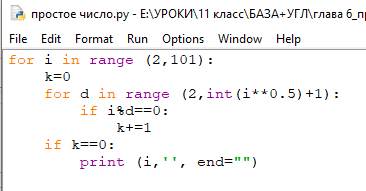 простое число.py - E:\УРОКИ\11 класс\БАЗА+УГЛ\глава 6_пр
File Edit Format Run Options Window Help
for i in range (2,101):
    k=0
    for d in range (2,int(i**0.5)+1):
        if i%d==0:
            k+=1
    if k==0:
        print (i,'', end="")